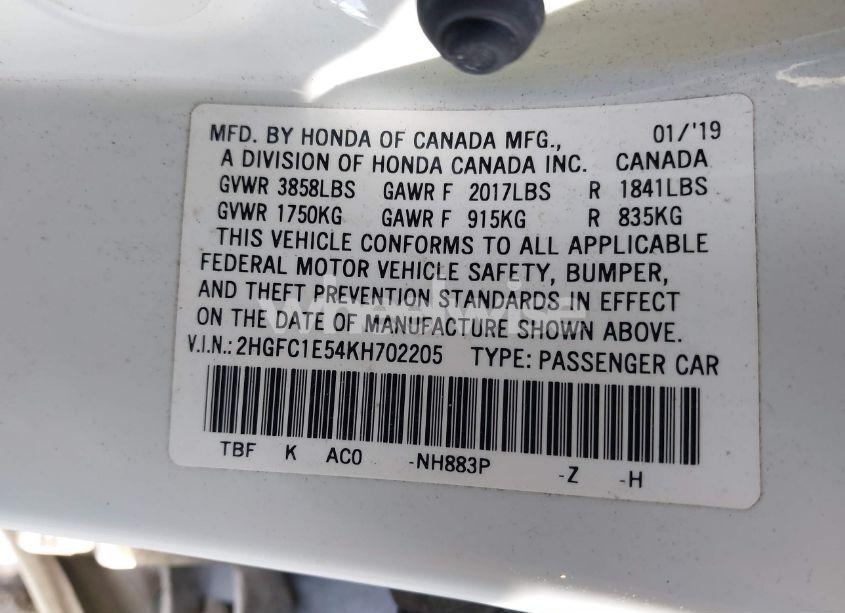 MFD. BY HONDA OF CANADA MFG., 01/'19
A DIVISION OF HONDA CANADA INC. CANADA
GVWR 3858LBS GAWR F 2017LBS R 1841LBS
GVWR 1750KG GAWR F 915KG R 835KG
THIS VEHICLE CONFORMS TO ALL APPLICABLE
FEDERAL MOTOR VEHICLE SAFETY, BUMPER,
AND THEFT PREVENTION STANDARDS IN EFFECT
ON THE DATE OF MANUFACTURE SHOWN ABOVE.
V.I.N.: 2HGFC1E54KH702205 TYPE: PASSENGER CAR
TBF K AC0 -NH883P -Z -H